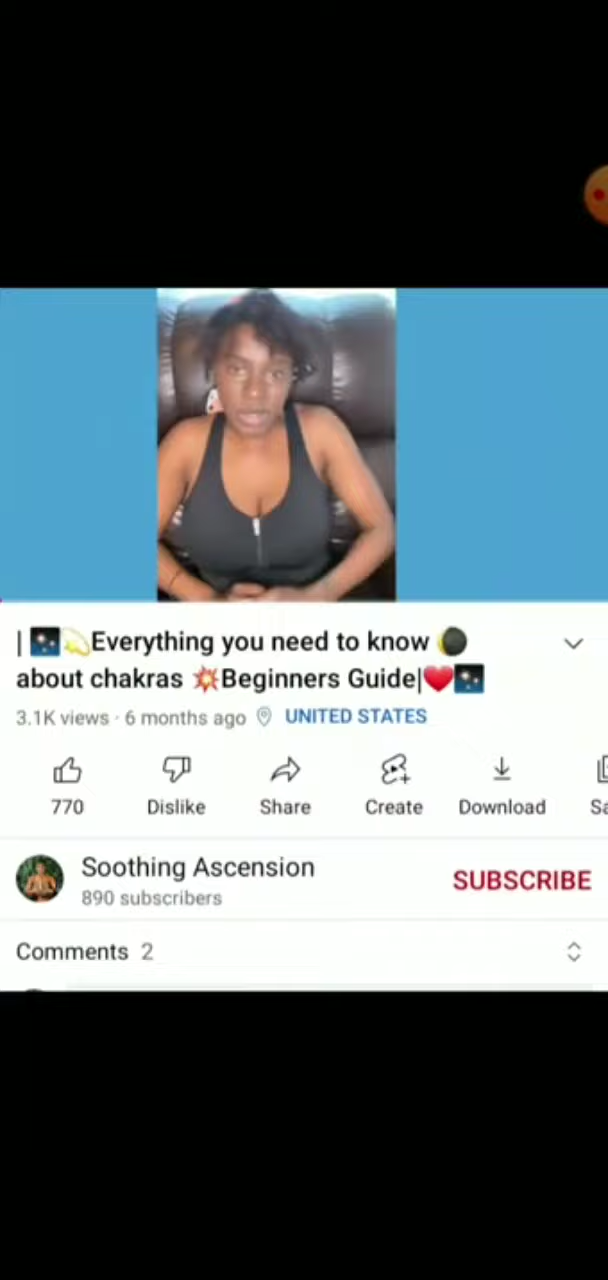 | 🌌💫Everything you need to know 🌘
about chakras 💥Beginners Guide|❤️🌌
3.1K views · 6 months ago UNITED STATES
770 Dislike Share Create Download
Soothing Ascension
890 subscribers
SUBSCRIBE
Comments 2